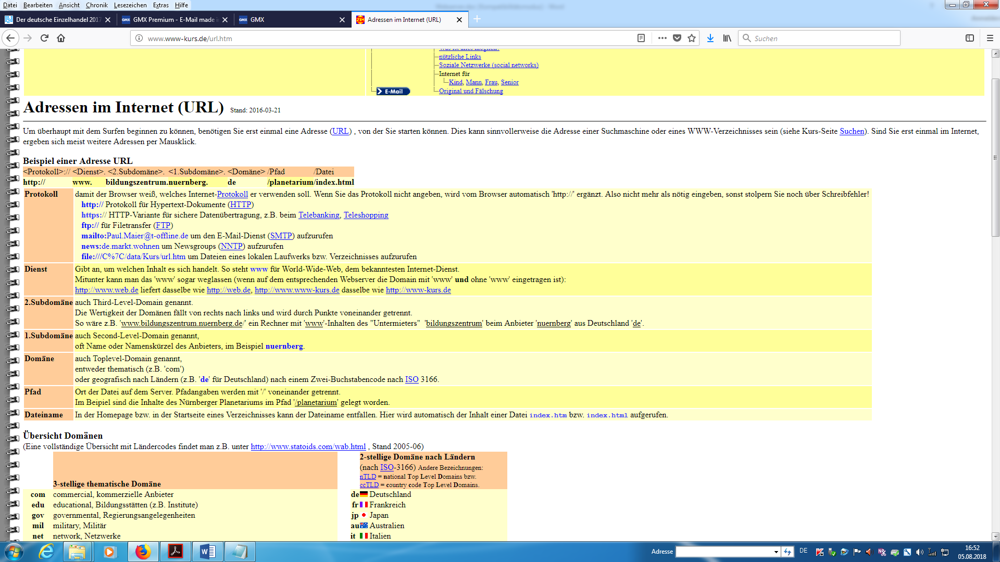 Datei Bearbeiten Ansicht Chronik Lesezeichen Extras Hilfe
Der deutsche Einzelhandel 2017
GMX Premium - E-Mail made i
GMX
Adressen im Internet (URL)
www.www-kurs.de/url.htm
Suchen
nützliche Links
Soziale Netzwerke (social networks)
Internet für
Kind, Mann, Frau, Senior
E-Mail
Original und Fälschung
Adressen im Internet (URL) Stand: 2016-03-21
Um überhaupt mit dem Surfen beginnen zu können, benötigen Sie erst einmal eine Adresse (URL) , von der Sie starten können. Dies kann sinnvollerweise die Adresse einer Suchmaschine oder eines WWW-Verzeichnisses sein (siehe Kurs-Seite Suchen). Sind Sie erst einmal im Internet,
ergeben sich meist weitere Adressen per Mausklick.
Beispiel einer Adresse URL
<Protokoll>:// <Dienst>. <2.Subdomäne>. <1.Subdomäne>. <Domäne> /Pfad /Datei
http:// www. bildungszentrum.nuernberg. de /planetarium/index.html
Protokoll damit der Browser weiß, welches Internet-Protokoll er verwenden soll. Wenn Sie das Protokoll nicht angeben, wird vom Browser automatisch 'http://' ergänzt. Also nicht mehr als nötig eingeben, sonst stolpern Sie noch über Schreibfehler!
http:// Protokoll für Hypertext-Dokumente (HTTP)
https:// HTTP-Variante für sichere Datenübertragung, z.B. beim Telebanking, Teleshopping
ftp:// für Filetransfer (FTP)
mailto:Paul.Maier@t-offline.de um den E-Mail-Dienst (SMTP) aufzurufen
news:de.markt.wohnen um Newsgroups (NNTP) aufzurufen
file:///C%7C/data/Kurs/url.htm um Dateien eines lokalen Laufwerks bzw. Verzeichnisses aufzurufen
Dienst Gibt an, um welchen Inhalt es sich handelt. So steht www für World-Wide-Web, dem bekanntesten Internet-Dienst.
Mitunter kann man das 'www' sogar weglassen (wenn auf dem entsprechenden Webserver die Domain mit 'www' und ohne 'www' eingetragen ist):
http://www.web.de liefert dasselbe wie http://web.de, http://www.www-kurs.de dasselbe wie http://www-kurs.de
2.Subdomäne auch Third-Level-Domain genannt.
Die Wertigkeit der Domänen fällt von rechts nach links und wird durch Punkte voneinander getrennt.
So wäre z.B. 'www.bildungszentrum.nuernberg.de/' ein Rechner mit 'www'-Inhalten des "Untermieters" 'bildungszentrum' beim Anbieter 'nuernberg' aus Deutschland 'de'.
1.Subdomäne auch Second-Level-Domain genannt,
oft Name oder Namenskürzel des Anbieters, im Beispiel nuernberg.
Domäne auch Toplevel-Domain genannt,
entweder thematisch (z.B. 'com')
oder geografisch nach Ländern (z.B. 'de' für Deutschland) nach einem Zwei-Buchstabencode nach ISO 3166.
Pfad Ort der Datei auf dem Server. Pfadangaben werden mit '/' voneinander getrennt.
Im Beipiel sind die Inhalte des Nürnberger Planetariums im Pfad '/planetarium' gelegt worden.
Dateiname In der Homepage bzw. in der Startseite eines Verzeichnisses kann der Dateiname entfallen. Hier wird automatisch der Inhalt einer Datei index.htm bzw. index.html aufgerufen.
Übersicht Domänen
(Eine vollständige Übersicht mit Ländercodes findet man z.B. unter http://www.statoids.com/wab.html , Stand 2005-06)
2-stellige Domäne nach Ländern
(nach ISO-3166) Andere Bezeichnungen:
nTLD = national Top Level Domains bzw.
3-stellige thematische Domäne ccTLD = country code Top Level Domains.
com commercial, kommerzielle Anbieter de Deutschland
edu educational, Bildungsstätten (z.B. Institute) fr Frankreich
gov governmental, Regierungsangelegenheiten jp Japan
mil military, Militär au Australien
net network, Netzwerke it Italien
Adresse DE 16:52
05.08.2018